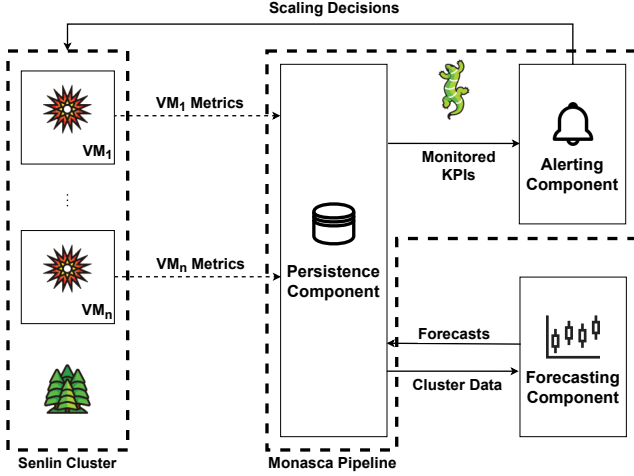 Scaling Decisions
VM1
⋮
VMn
Senlin Cluster
VM1 Metrics
VMn Metrics
Persistence
Component
Monitored
KPIs
Alerting
Component
Forecasts
Cluster Data
Forecasting
Component
Monasca Pipeline